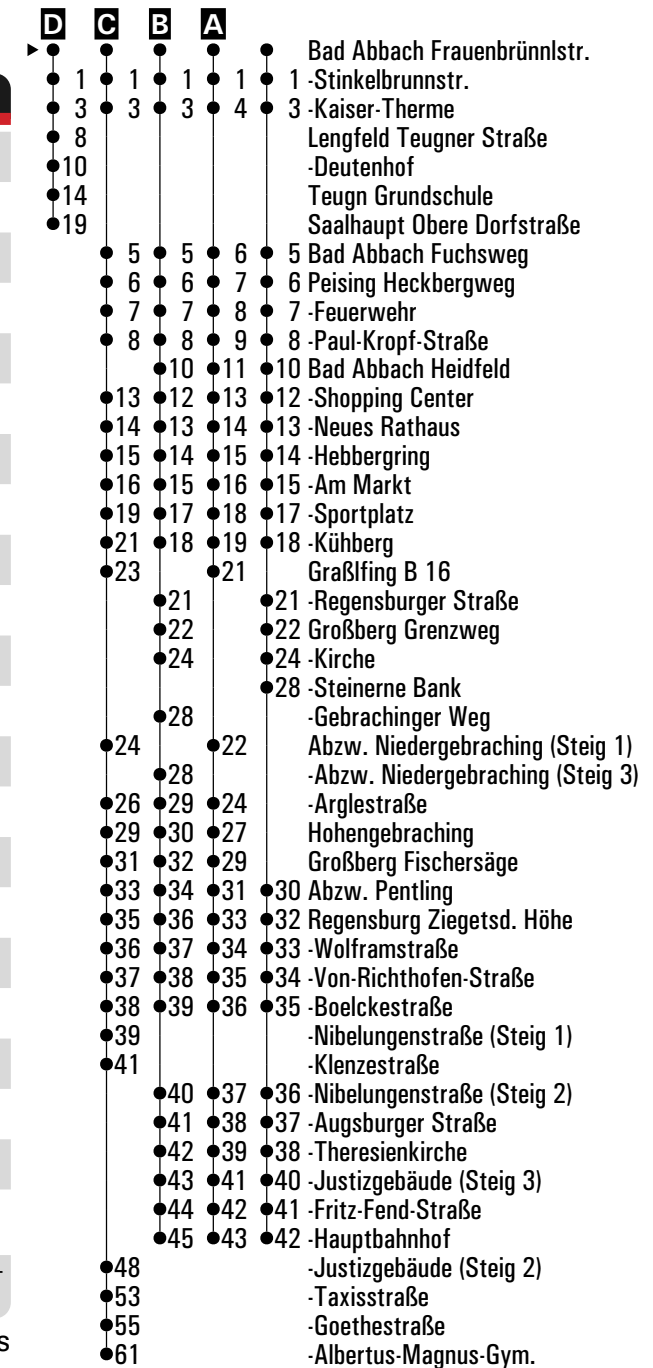 D C B A
Bad Abbach Frauenbrünnlstr.
1 1 1 1 1 -Stinkelbrunnstr.
3 3 3 4 3 -Kaiser-Therme
8 Lengfeld Teugner Straße
10 -Deutenhof
14 Teugn Grundschule
19 Saalhaupt Obere Dorfstraße
5 5 6 5 Bad Abbach Fuchsweg
6 6 7 6 Peising Heckbergweg
7 7 8 7 -Feuerwehr
8 8 9 8 -Paul-Kropf-Straße
10 11 10 Bad Abbach Heidfeld
13 12 13 12 -Shopping Center
14 13 14 13 -Neues Rathaus
15 14 15 14 -Hebbergring
16 15 16 15 -Am Markt
19 17 18 17 -Sportplatz
21 18 19 18 -Kühberg
23 21 Graßlfing B 16
21 21 -Regensburger Straße
22 22 Großberg Grenzweg
24 24 -Kirche
28 -Steinerne Bank
28 -Gebrachinger Weg
24 22 Abzw. Niedergebraching (Steig 1)
28 -Abzw. Niedergebraching (Steig 3)
26 29 24 -Arglestraße
29 30 27 Hohengebraching
31 32 29 Großberg Fischersäge
33 34 31 30 Abzw. Pentling
35 36 33 32 Regensburg Ziegetsd. Höhe
36 37 34 33 -Wolframstraße
37 38 35 34 -Von-Richthofen-Straße
38 39 36 35 -Boelckestraße
39 -Nibelungenstraße (Steig 1)
41 -Klenzestraße
40 37 36 -Nibelungenstraße (Steig 2)
41 38 37 -Augsburger Straße
42 39 38 -Theresienkirche
43 41 40 -Justizgebäude (Steig 3)
44 42 41 -Fritz-Fend-Straße
45 43 42 -Hauptbahnhof
48 -Justizgebäude (Steig 2)
53 -Taxisstraße
55 -Goethestraße
s
61 -Albertus-Magnus-Gym.